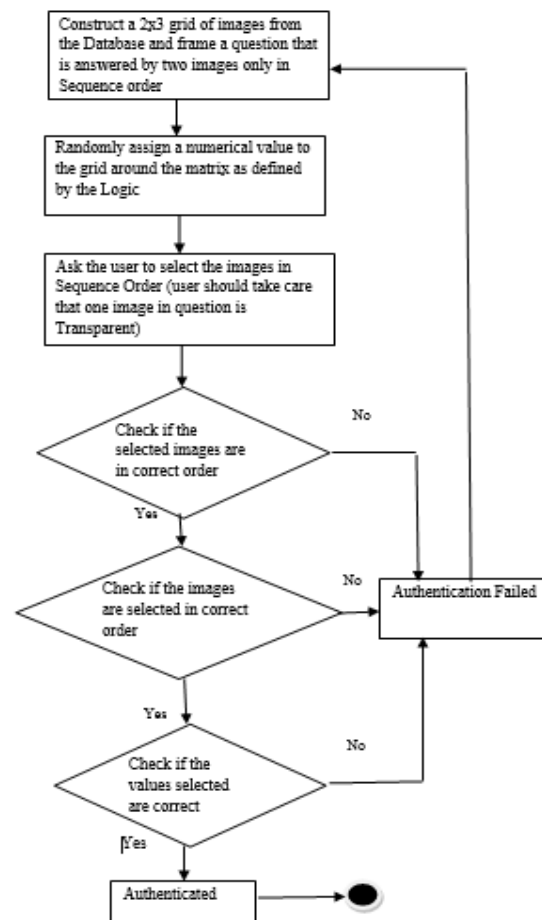 Construct a 2x3 grid of images from
the Database and frame a question that
is answered by two images only in
Sequence order
Randomly assign a numerical value to
the grid around the matrix as defined
by the Logic
Ask the user to select the images in
Sequence Order (user should take care
that one image in question is
Transparent)
Check if the
selected images are
in correct order
No
Yes
Check if the images
are selected in correct
order
No
Authentication Failed
Yes
Check if the
values selected
are correct
No
Yes
Authenticated